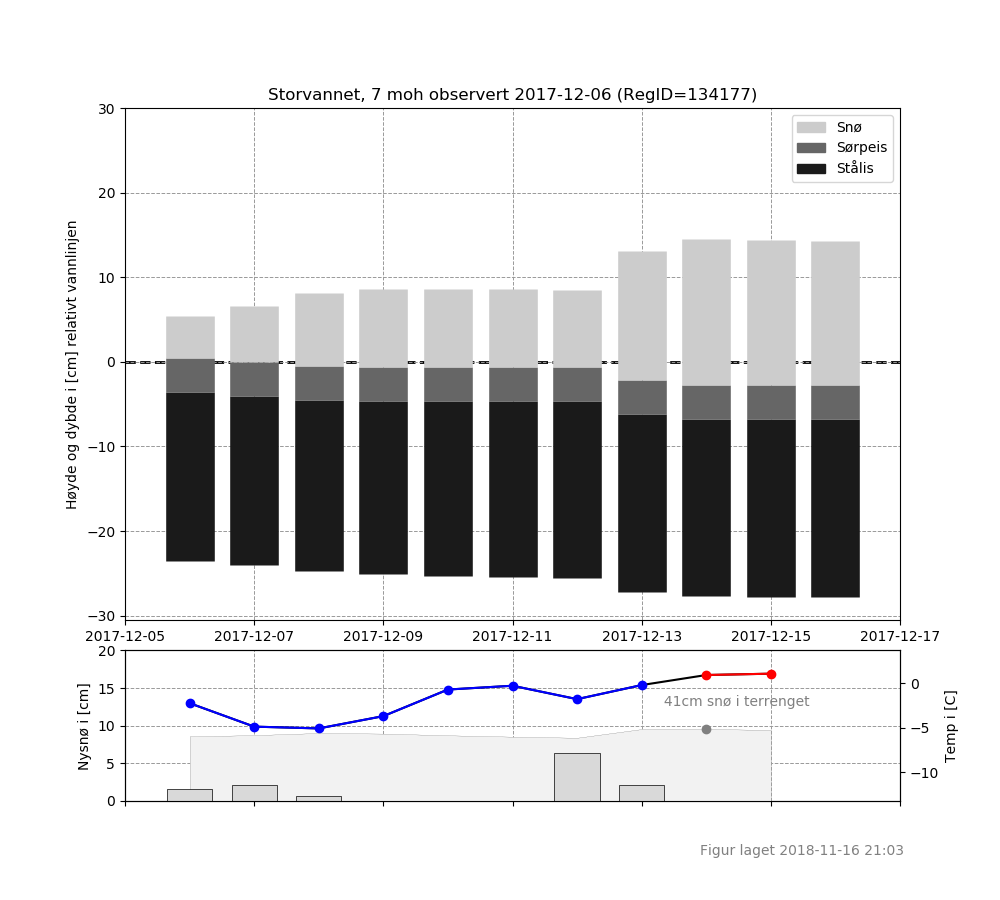 Storvannet, 7 moh observert 2017-12-06 (RegID=134177)
Høyde og dybde i [cm] relativt vannlinjen
30
20
10
0
−10
−20
−30
Snø
Sørpeis
Stålis
2017-12-05 2017-12-07 2017-12-09 2017-12-11 2017-12-13 2017-12-15 2017-12-17
Nysnø i [cm]
20
15
10
5
0
41cm snø i terrenget
0
−5
−10
Temp i [C]
Figur laget 2018-11-16 21:03